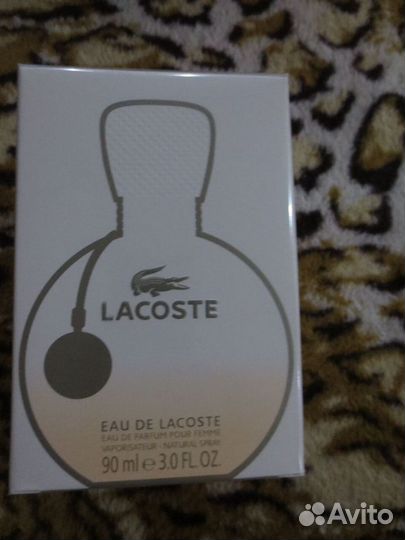 LACOSTE
EAU DE LACOSTE
EAU DE PARFUM POUR FEMME
VAPORISATEUR - NATURAL SPRAY
90 ml e 3.0 FL.OZ.
Avito